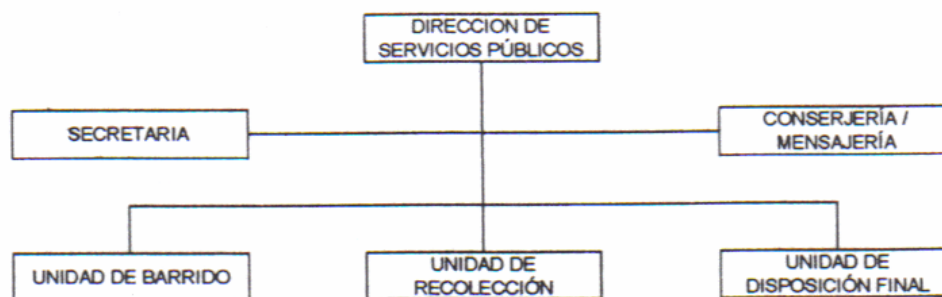 DIRECCION DE
SERVICIOS PÚBLICOS
SECRETARIA
CONSERJERÍA /
MENSAJERÍA
UNIDAD DE BARRIDO
UNIDAD DE
RECOLECCIÓN
UNIDAD DE
DISPOSICIÓN FINAL